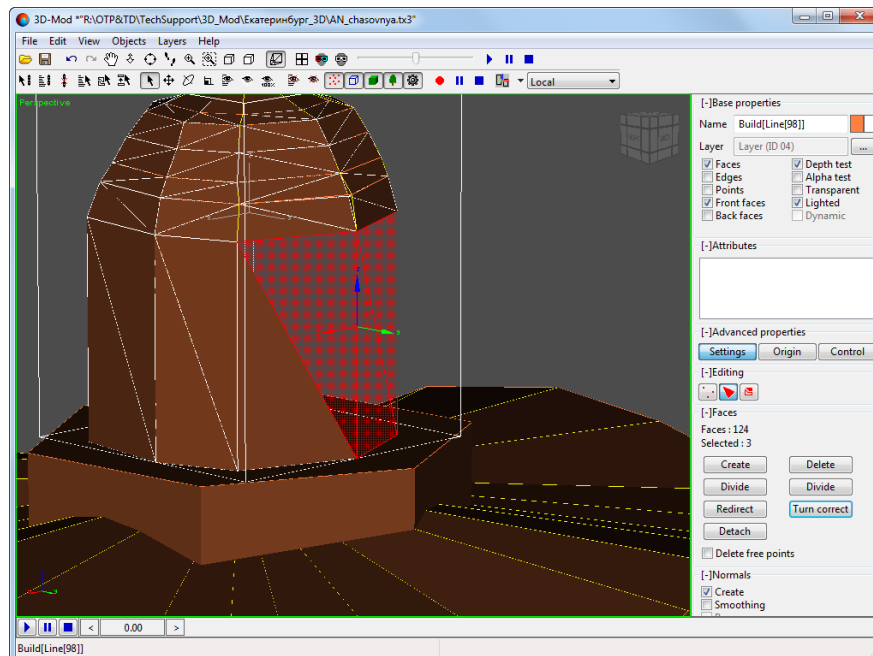 3D-Mod *"R:\OTP&TD\TechSupport\3D_Mod\Екатеринбург_3D\AN_chasovnya.tx3"
File Edit View Objects Layers Help
100%
Local
Perspective
[-]Base properties
Name Build[Line[98]]
Layer Layer (ID 04) ...
Faces Depth test
Edges Alpha test
Points Transparent
Front faces Lighted
Back faces Dynamic
[-]Attributes
[-]Advanced properties
Settings Origin Control
[-]Editing
[-]Faces
Faces : 124
Selected : 3
Create Delete
Divide Divide
Redirect Turn correct
Detach
Delete free points
[-]Normals
Create
Smoothing
< 0.00 >
Build[Line[98]]